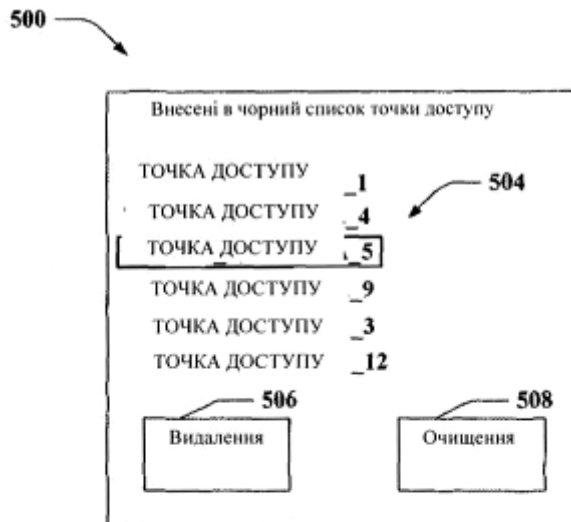 500
Внесені в чорний список точки доступу
ТОЧКА ДОСТУПУ _1
504
ТОЧКА ДОСТУПУ _4
ТОЧКА ДОСТУПУ _5
ТОЧКА ДОСТУПУ _9
ТОЧКА ДОСТУПУ _3
ТОЧКА ДОСТУПУ _12
506 508
Видалення Очищення